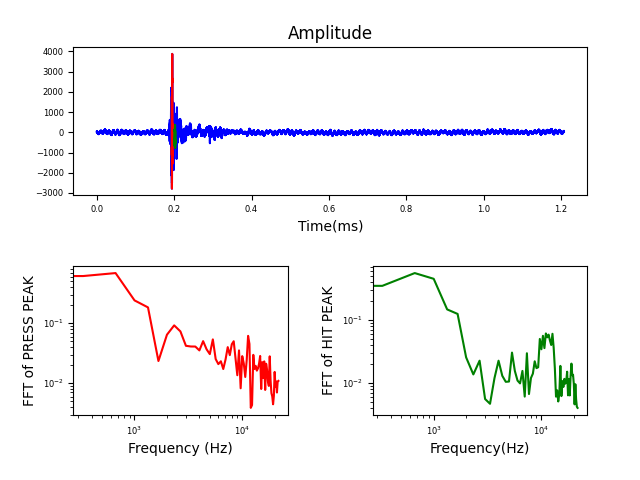 Amplitude
4000
3000
2000
1000
0
−1000
−2000
−3000
0.0 0.2 0.4 0.6 0.8 1.0 1.2
Time(ms)
FFT of PRESS PEAK
10⁻¹
10⁻²
10³ 10⁴
Frequency (Hz)
FFT of HIT PEAK
10⁻¹
10⁻²
10³ 10⁴
Frequency(Hz)